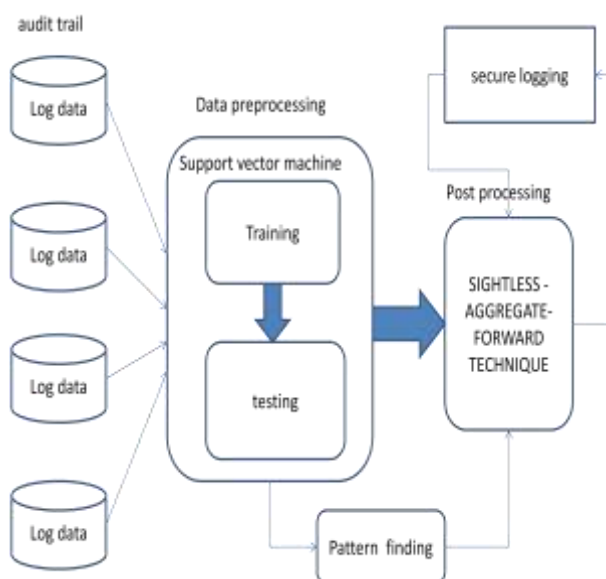 audit trail
Log data
Log data
Log data
Log data
Data preprocessing
Support vector machine
Training
testing
Pattern finding
secure logging
Post processing
SIGHTLESS -
AGGREGATE-
FORWARD
TECHNIQUE